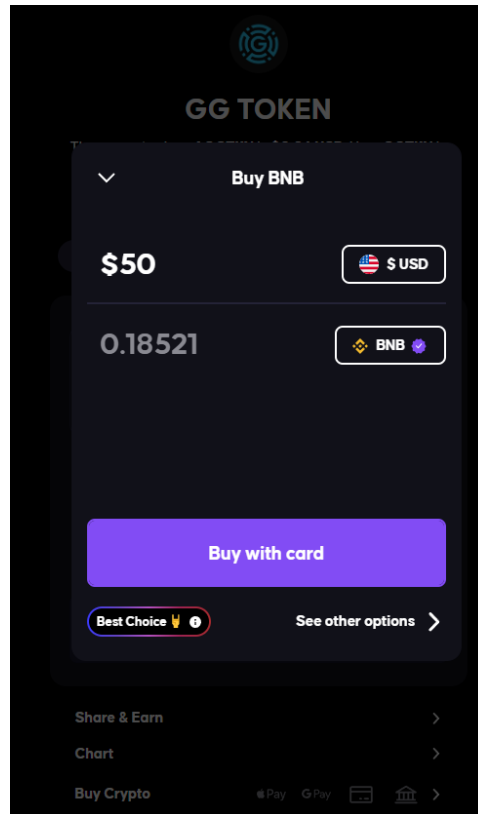 GG TOKEN
Buy BNB
$50
$ USD
0.18521
BNB
Buy with card
Best Choice
See other options
Share & Earn
Chart
Buy Crypto
Pay
G Pay